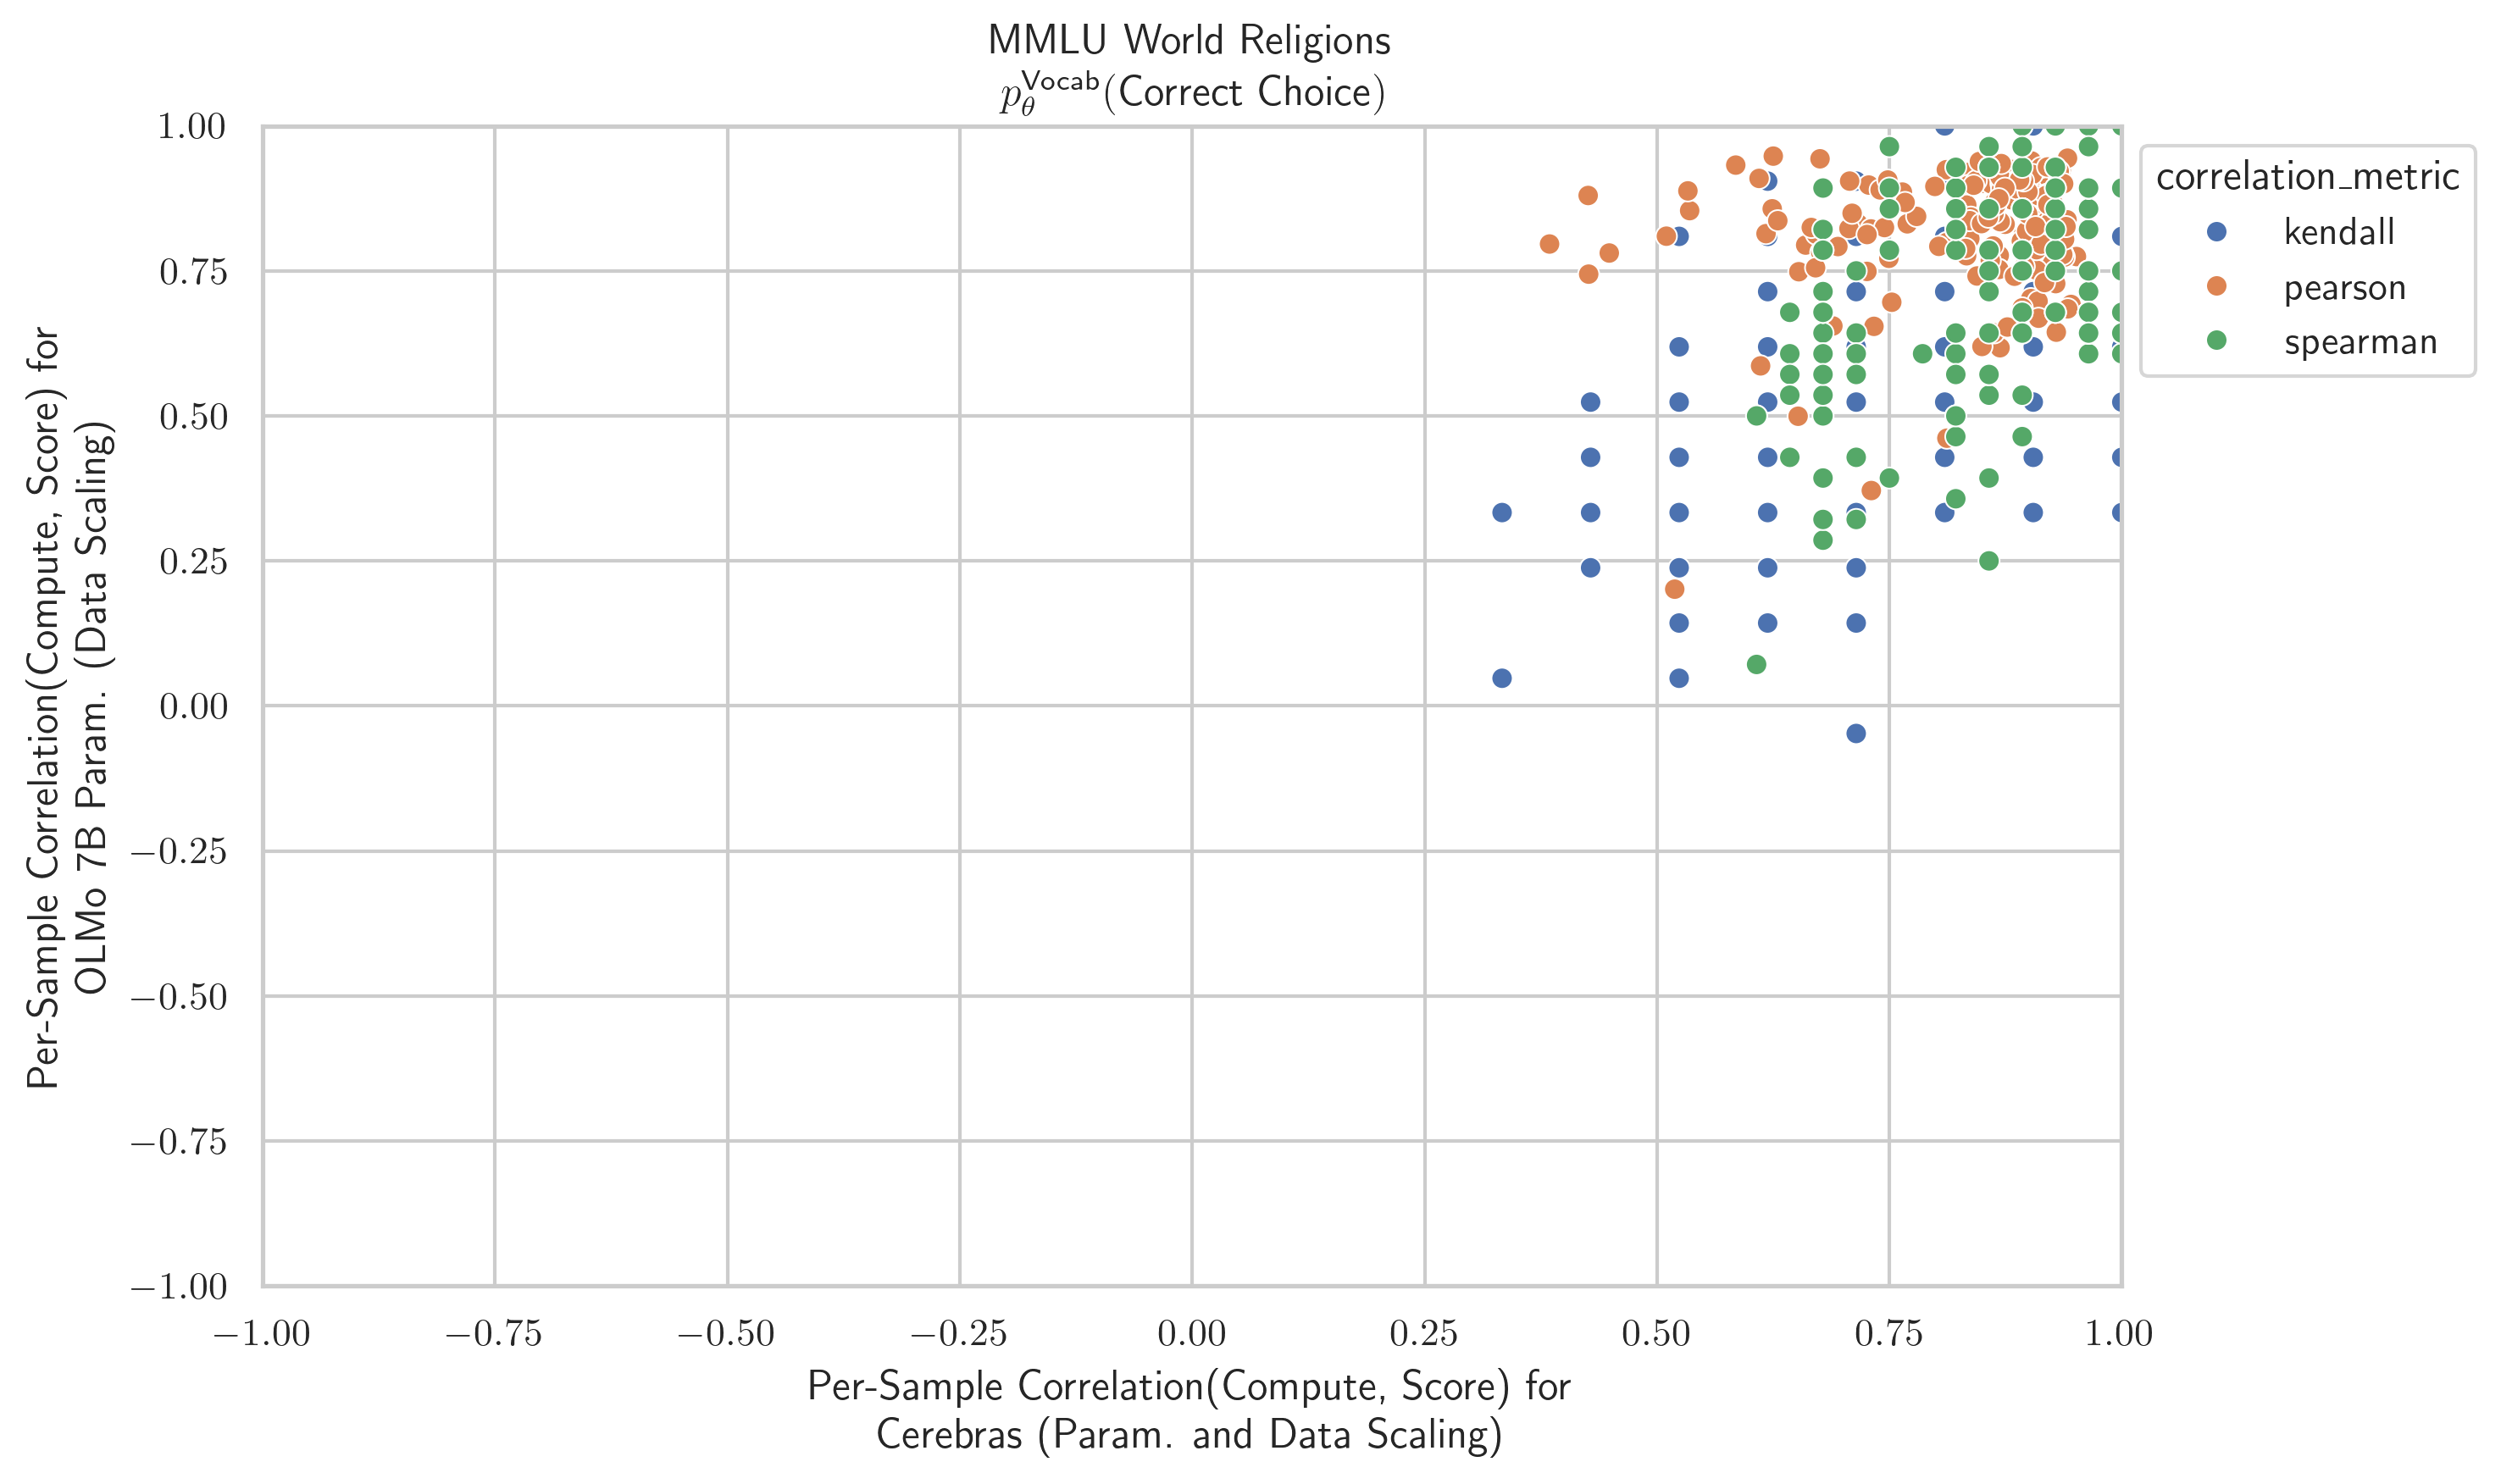 MMLU World Religions
p_θ^Vocab(Correct Choice)
Per-Sample Correlation(Compute, Score) for
OLMo 7B Param. (Data Scaling)
1.00
0.75
0.50
0.25
0.00
−0.25
−0.50
−0.75
−1.00
−1.00 −0.75 −0.50 −0.25 0.00 0.25 0.50 0.75 1.00
Per-Sample Correlation(Compute, Score) for
Cerebras (Param. and Data Scaling)
correlation_metric
kendall
pearson
spearman